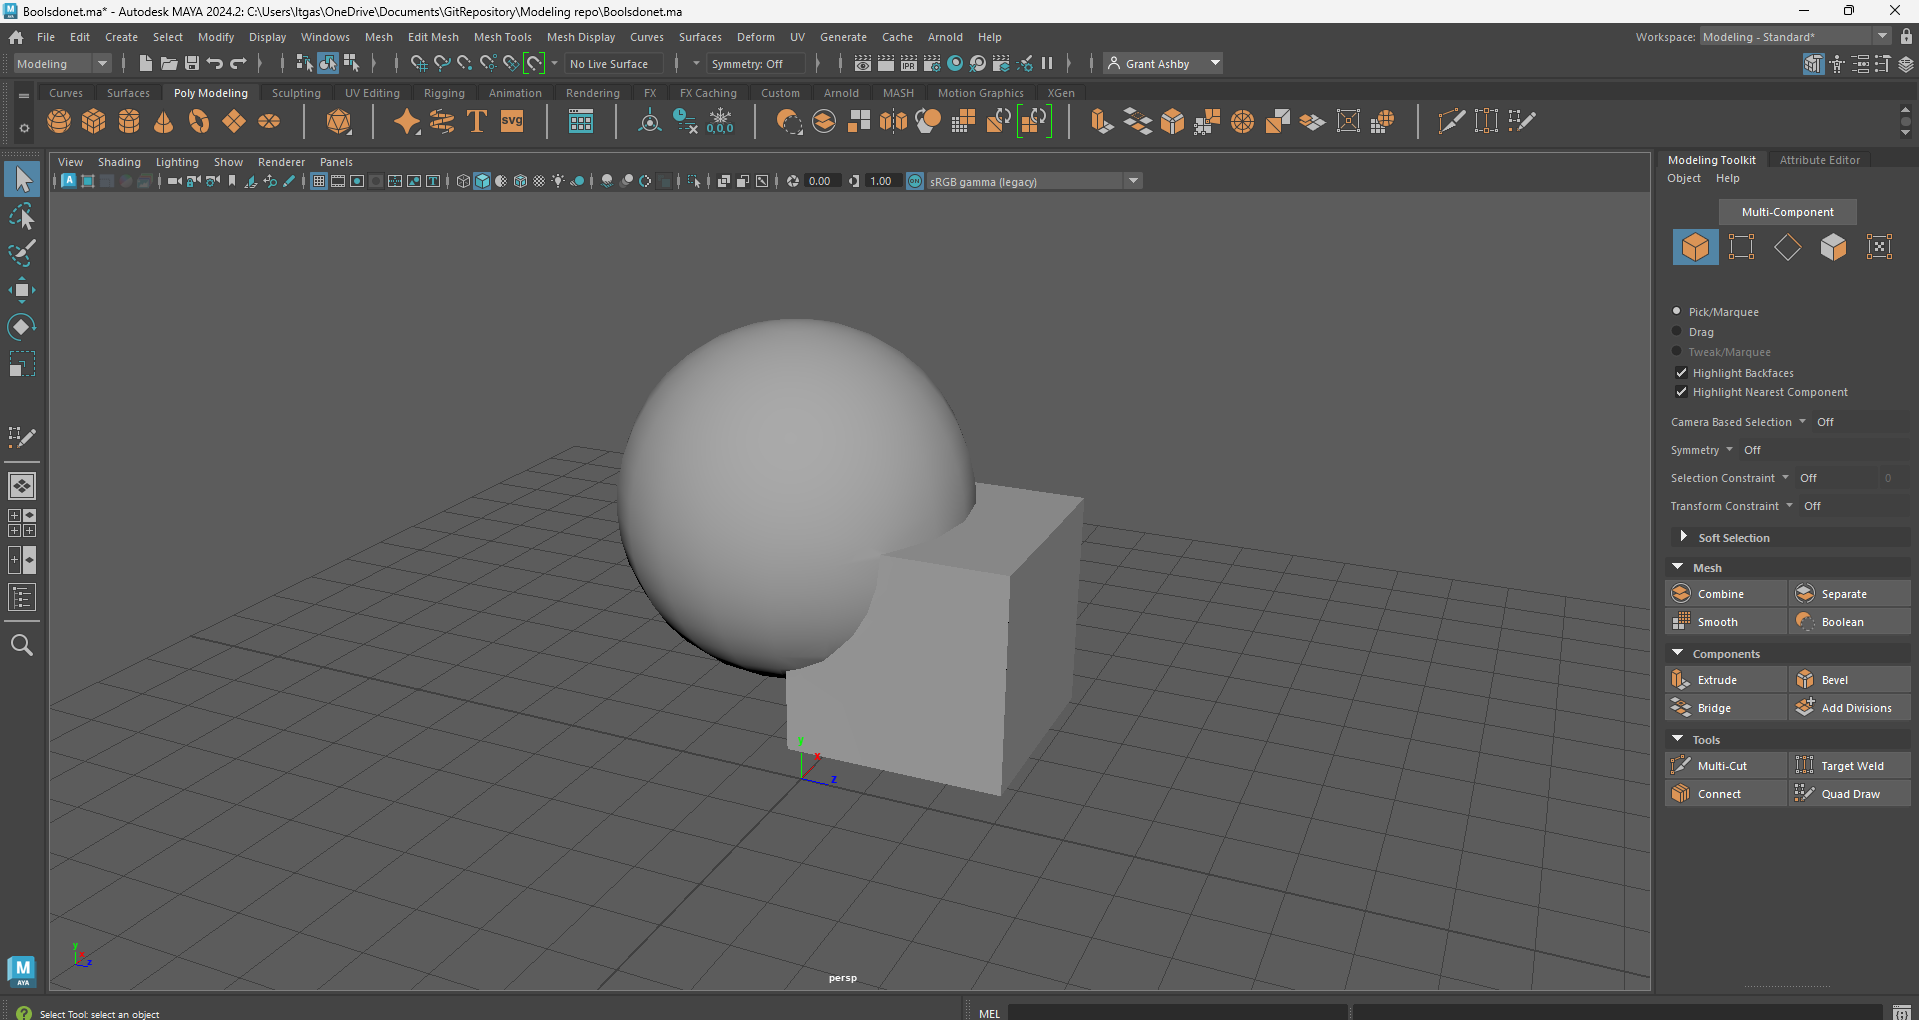 Boolsdonet.ma* - Autodesk MAYA 2024.2: C:\Users\ltgas\OneDrive\Documents\GitRepository\Modeling repo\Boolsdonet.ma
File Edit Create Select Modify Display Windows Mesh Edit Mesh Mesh Tools Mesh Display Curves Surfaces Deform UV Generate Cache Arnold Help Workspace: Modeling - Standard*
Modeling No Live Surface Symmetry: Off IPR Grant Ashby
Curves Surfaces Poly Modeling Sculpting UV Editing Rigging Animation Rendering FX FX Caching Custom Arnold MASH Motion Graphics XGen
T SVG 0,0,0
View Shading Lighting Show Renderer Panels
A 0.00 1.00 ON sRGB gamma (legacy)
Modeling Toolkit Attribute Editor
Object Help
Multi-Component
Pick/Marquee
Drag
Tweak/Marquee
Highlight Backfaces
Highlight Nearest Component
Camera Based Selection Off
Symmetry Off
Selection Constraint Off 0
Transform Constraint Off
Soft Selection
Mesh
Combine Separate
Smooth Boolean
Components
Extrude Bevel
Bridge Add Divisions
Tools
Multi-Cut Target Weld
Connect Quad Draw
y
x
z
y
x
z
persp
M
AYA
Select Tool: select an object MEL